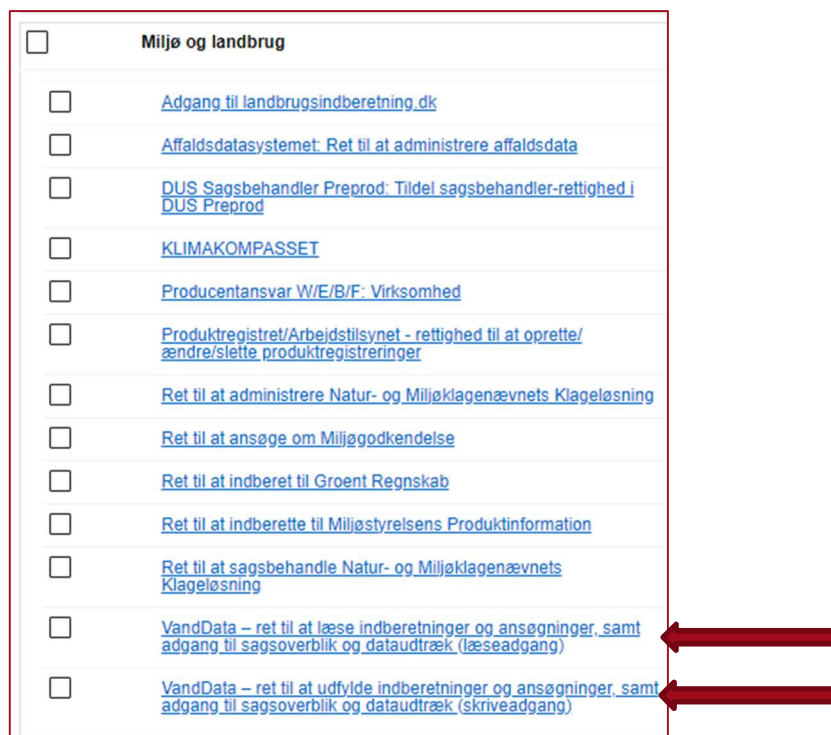 Miljø og landbrug
Adgang til landbrugsindberetning.dk
Affaldsdatasystemet: Ret til at administrere affaldsdata
DUS Sagsbehandler Preprod: Tildel sagsbehandler-rettighed i
DUS Preprod
KLIMAKOMPASSET
Producentansvar W/E/B/F: Virksomhed
Produktregistret/Arbejdstilsynet - rettighed til at oprette/
ændre/slette produktregistreringer
Ret til at administrere Natur- og Miljøklagenævnets Klageløsning
Ret til at ansøge om Miljøgodkendelse
Ret til at indberet til Groent Regnskab
Ret til at indberette til Miljøstyrelsens Produktinformation
Ret til at sagsbehandle Natur- og Miljøklagenævnets
Klageløsning
VandData – ret til at læse indberetninger og ansøgninger, samt
adgang til sagsoverblik og dataudtræk (læseadgang)
VandData – ret til at udfylde indberetninger og ansøgninger, samt
adgang til sagsoverblik og dataudtræk (skriveadgang)